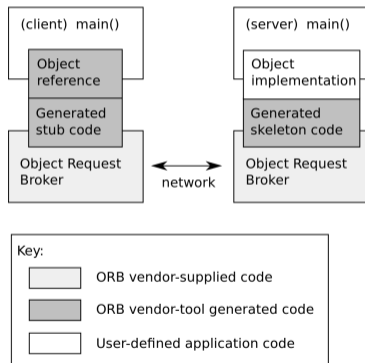 (client) main()
Object
reference
Generated
stub code
Object Request
Broker
network
(server) main()
Object
implementation
Generated
skeleton code
Object Request
Broker
Key:
ORB vendor-supplied code
ORB vendor-tool generated code
User-defined application code